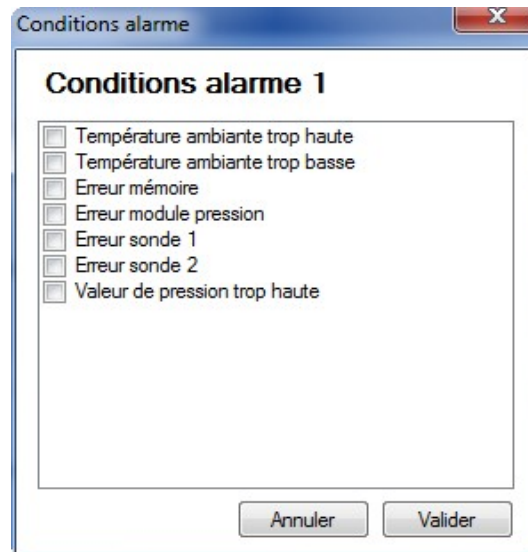 Conditions alarme
Conditions alarme 1
Température ambiante trop haute
Température ambiante trop basse
Erreur mémoire
Erreur module pression
Erreur sonde 1
Erreur sonde 2
Valeur de pression trop haute
Annuler Valider